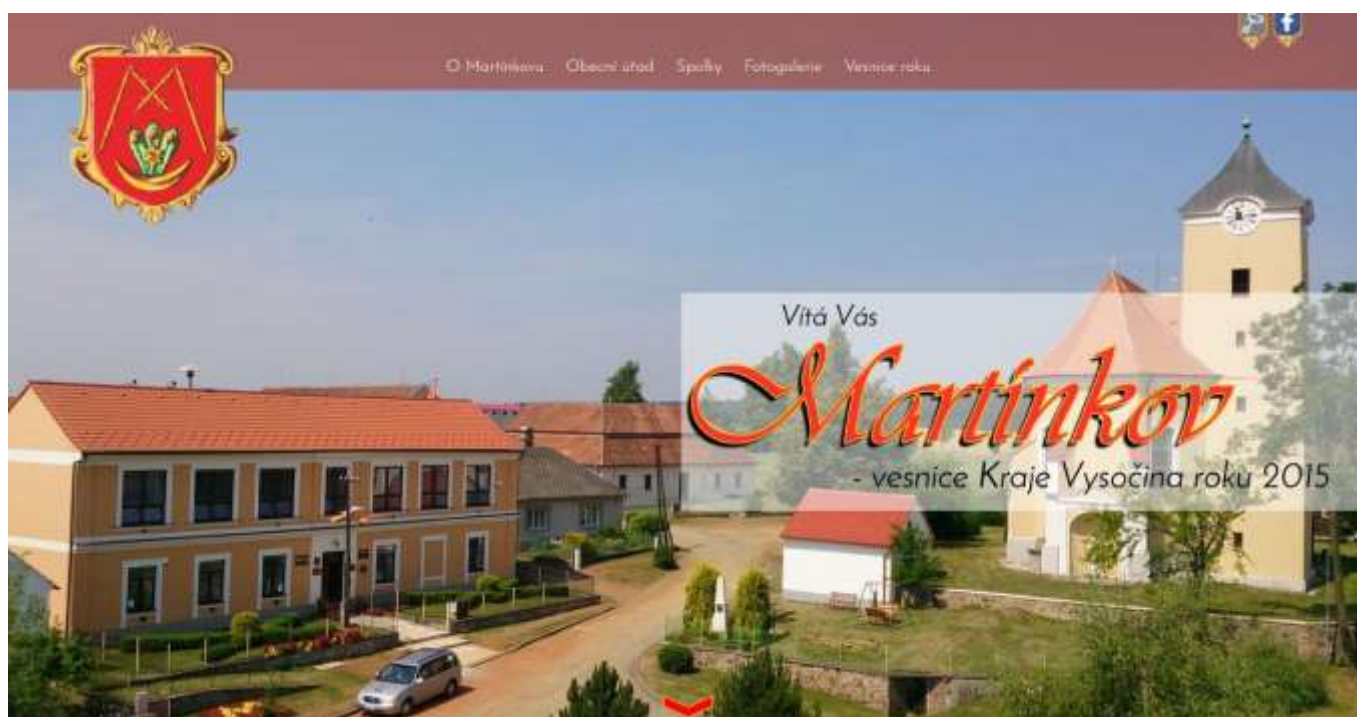 O Martínkovu Obecní úřad Spolky Fotogalerie Vesnice roku
Vítá Vás
Martínkov
- vesnice Kraje Vysočina roku 2015